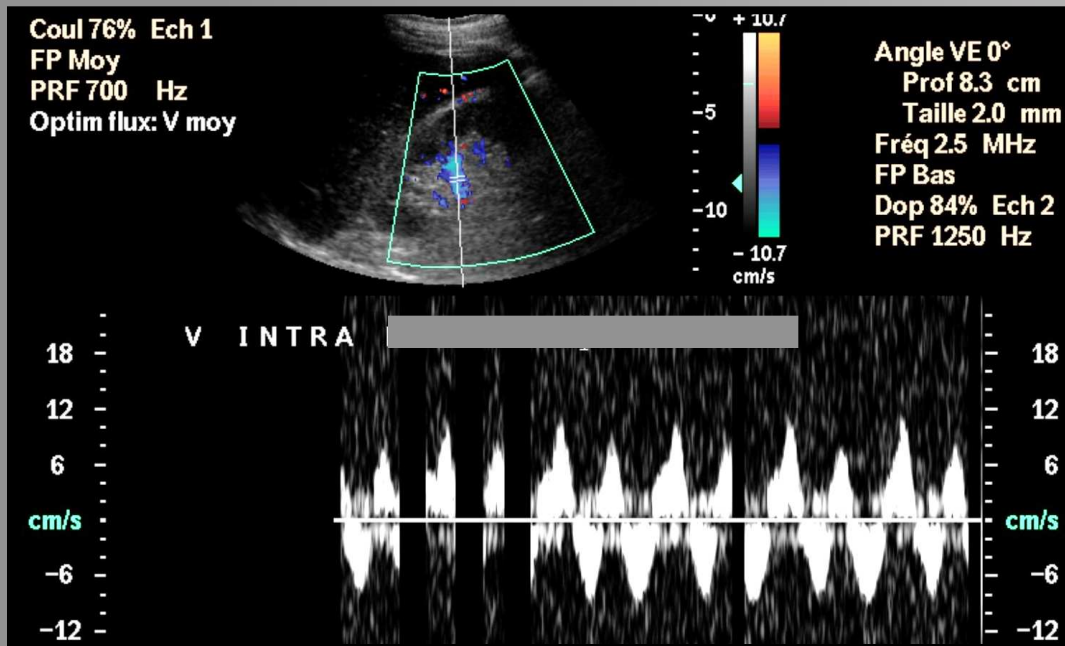 Coul 76% Ech 1
FP Moy
PRF 700 Hz
Optim flux: V moy
+ 10.7
-5
-10
- 10.7
cm/s
Angle VE 0°
Prof 8.3 cm
Taille 2.0 mm
Fréq 2.5 MHz
FP Bas
Dop 84% Ech 2
PRF 1250 Hz
V INTRA
18
12
6
cm/s
-6
-12
18
12
6
cm/s
-6
-12